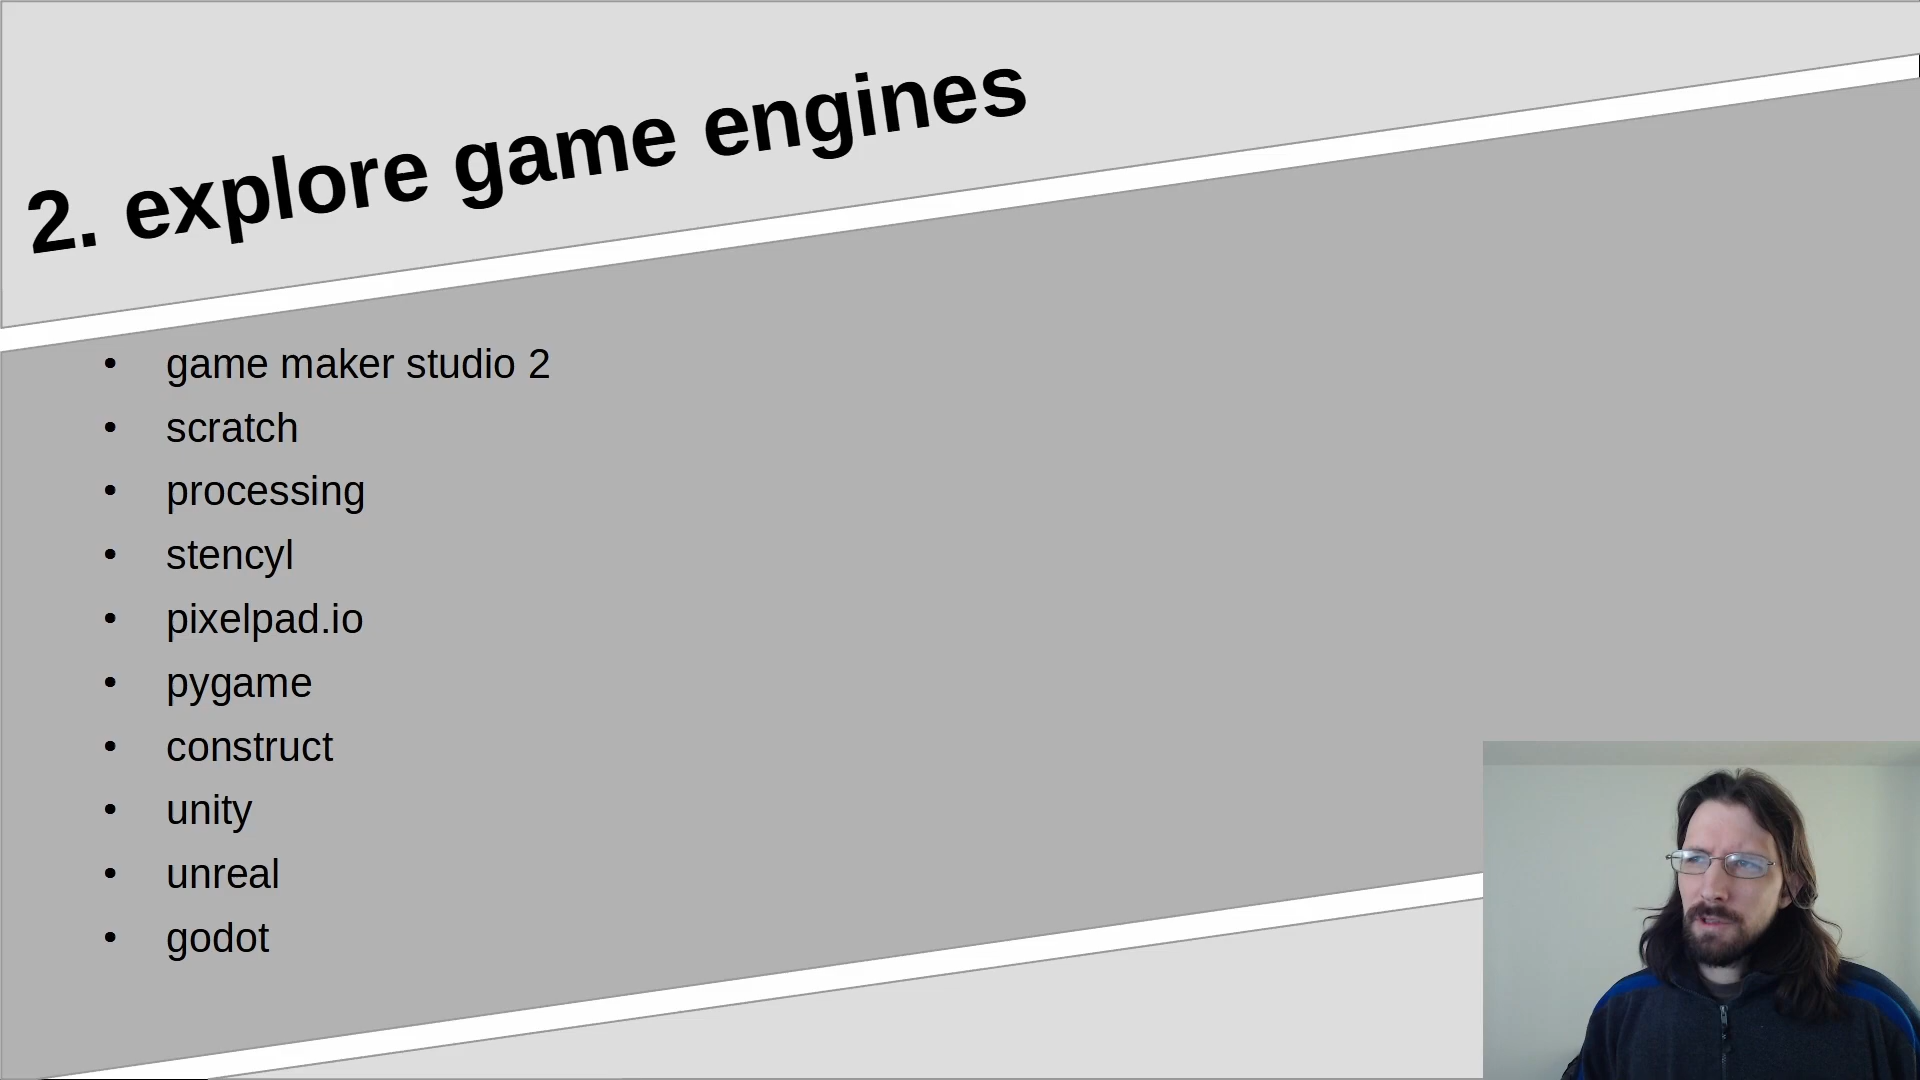 2. explore game engines
• game maker studio 2
• scratch
• processing
• stencyl
• pixelpad.io
• pygame
• construct
• unity
• unreal
• godot